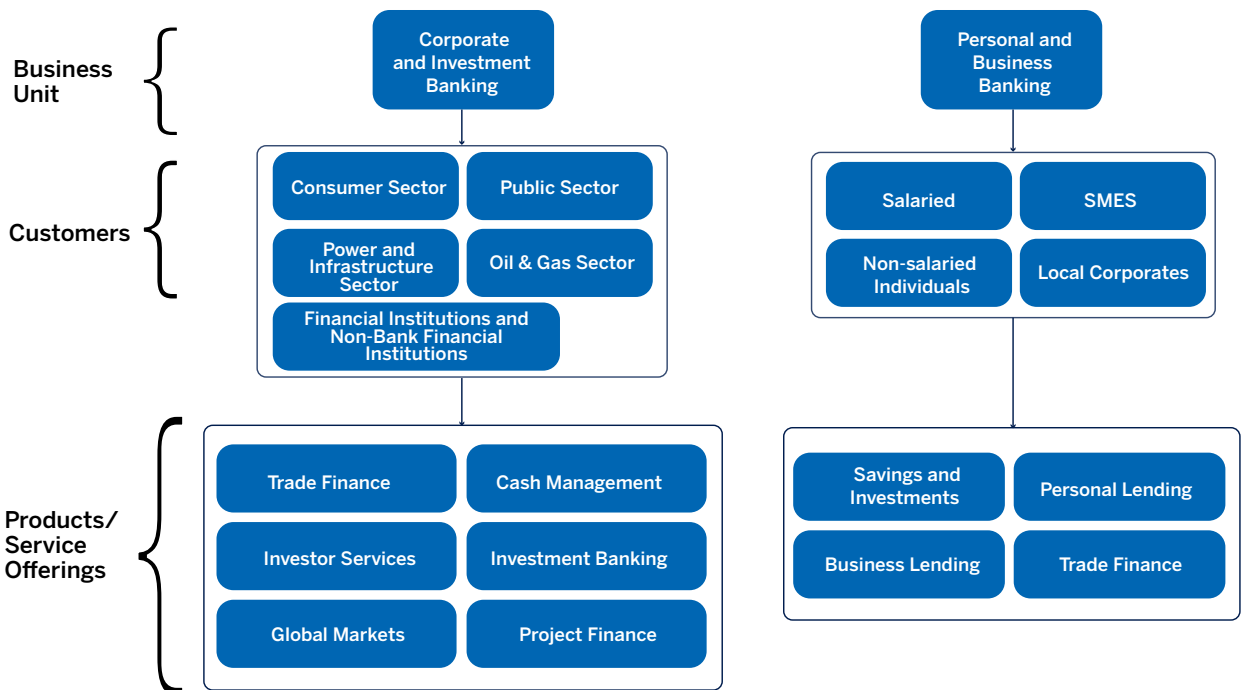 Business
Unit
Corporate
and Investment
Banking
Personal and
Business
Banking
Customers
Consumer Sector
Public Sector
Power and
Infrastructure
Sector
Oil & Gas Sector
Financial Institutions and
Non-Bank Financial
Institutions
Salaried
SMES
Non-salaried
Individuals
Local Corporates
Products/
Service
Offerings
Trade Finance
Cash Management
Investor Services
Investment Banking
Global Markets
Project Finance
Savings and
Investments
Personal Lending
Business Lending
Trade Finance